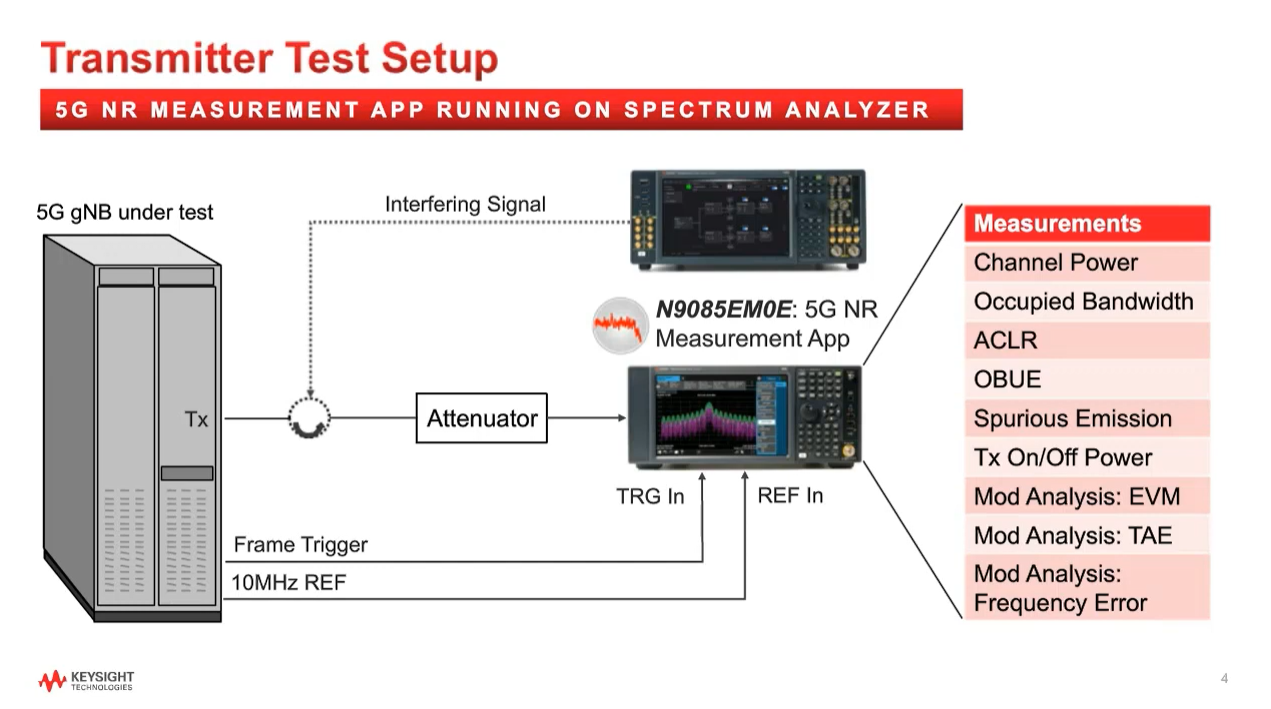 Transmitter Test Setup
5G NR MEASUREMENT APP RUNNING ON SPECTRUM ANALYZER
5G gNB under test
Interfering Signal
N9085EM0E: 5G NR
Measurement App
Tx
Attenuator
TRG In
REF In
Frame Trigger
10MHz REF
Measurements
Channel Power
Occupied Bandwidth
ACLR
OBUE
Spurious Emission
Tx On/Off Power
Mod Analysis: EVM
Mod Analysis: TAE
Mod Analysis:
Frequency Error
KEYSIGHT
TECHNOLOGIES
4